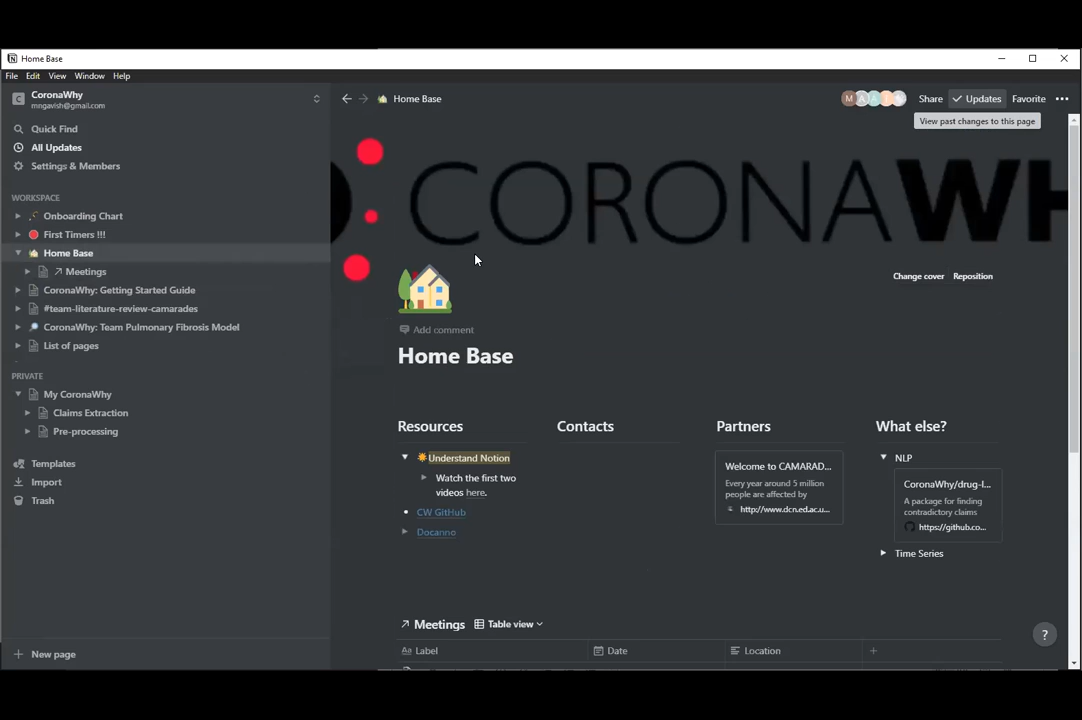 Home Base
File Edit View Window Help
C CoronaWhy
mngavish@gmail.com
Home Base
M A A Share Updates Favorite
View past changes to this page
Quick Find
All Updates
Settings & Members
WORKSPACE
Onboarding Chart
First Timers !!!
Home Base
Meetings
CoronaWhy: Getting Started Guide
#team-literature-review-camarades
CoronaWhy: Team Pulmonary Fibrosis Model
List of pages
PRIVATE
My CoronaWhy
Claims Extraction
Pre-processing
Templates
Import
Trash
New page
CORONAWH
Change cover Reposition
Add comment
Home Base
Resources
Understand Notion
Watch the first two
videos here.
CW GitHub
Docanno
Contacts
Partners
Welcome to CAMARAD...
Every year around 5 million
people are affected by
http://www.dcn.ed.ac.u...
What else?
NLP
CoronaWhy/drug-l...
A package for finding
contradictory claims
https://github.co...
Time Series
Meetings Table view
Aa Label Date Location +
?